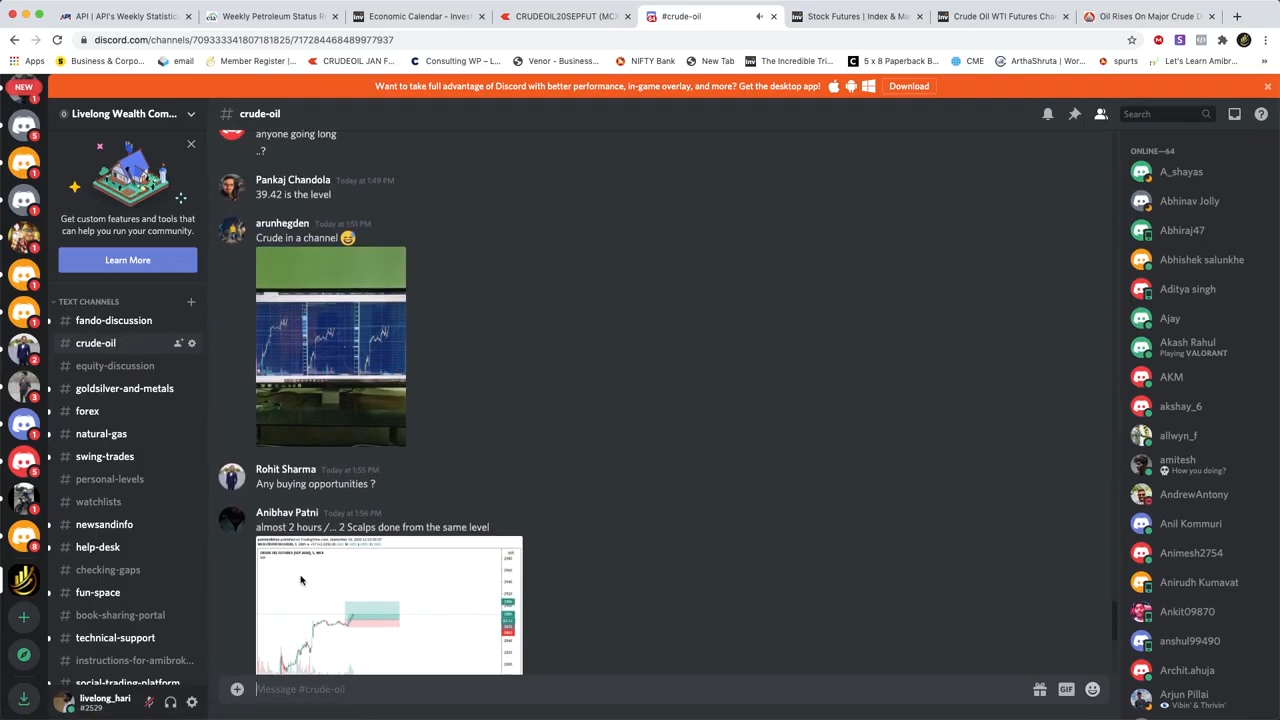 API | API's Weekly Statistic
Weekly Petroleum Status R
Economic Calendar - Invest
CRUDEOIL20SEPFUT (MCX
#crude-oil
Stock Futures | Index & Ma
Crude Oil WTI Futures Cha
Oil Rises On Major Crude D
discord.com/channels/709333341807181825/717284468489977937
Apps
Business & Corpo...
email
Member Register |...
CRUDEOIL JAN F...
Consulting WP – L...
Venor - Business...
NIFTY Bank
New Tab
The Incredible Tri...
5 x 8 Paperback B...
CME
ArthaShruta | Wor...
spurts
Let's Learn Ambr...
NEW
Want to take full advantage of Discord with better performance, in-game overlay, and more? Get the desktop app!
Download
Livelong Wealth Com...
# crude-oil
Search
Get custom features and tools that
can help you run your community.
Learn More
TEXT CHANNELS
fando-discussion
crude-oil
equity-discussion
goldsilver-and-metals
forex
natural-gas
swing-trades
personal-levels
watchlists
newsandinfo
help-desk
checking-gaps
fun-space
book-sharing-portal
technical-support
instructions-for-amibrok...
social-trading-platform
livelong_hari
#2529
anyone going long
..?
Pankaj Chandola Today at 1:49 PM
39.42 is the level
arunhegden Today at 1:51 PM
Crude in a channel 😅
Rohit Sharma Today at 1:55 PM
Any buying opportunities ?
Anibhav Patni Today at 1:56 PM
almost 2 hours /... 2 Scalps done from the same level
Message #crude-oil
GIF
ONLINE—64
A_shayas
Abhinav Jolly
Abhiraj47
Abhishek salunkhe
Aditya singh
Ajay
Akash Rahul
Playing VALORANT
AKM
akshay_6
allwyn_f
amitesh
💀 How you doing?
AndrewAntony
Anil Kommuri
Animesh2754
Anirudh Kumavat
Ankit09870
anshul99490
Archit.ahuja
Arjun Pillai
Vibin' & Thrivin'